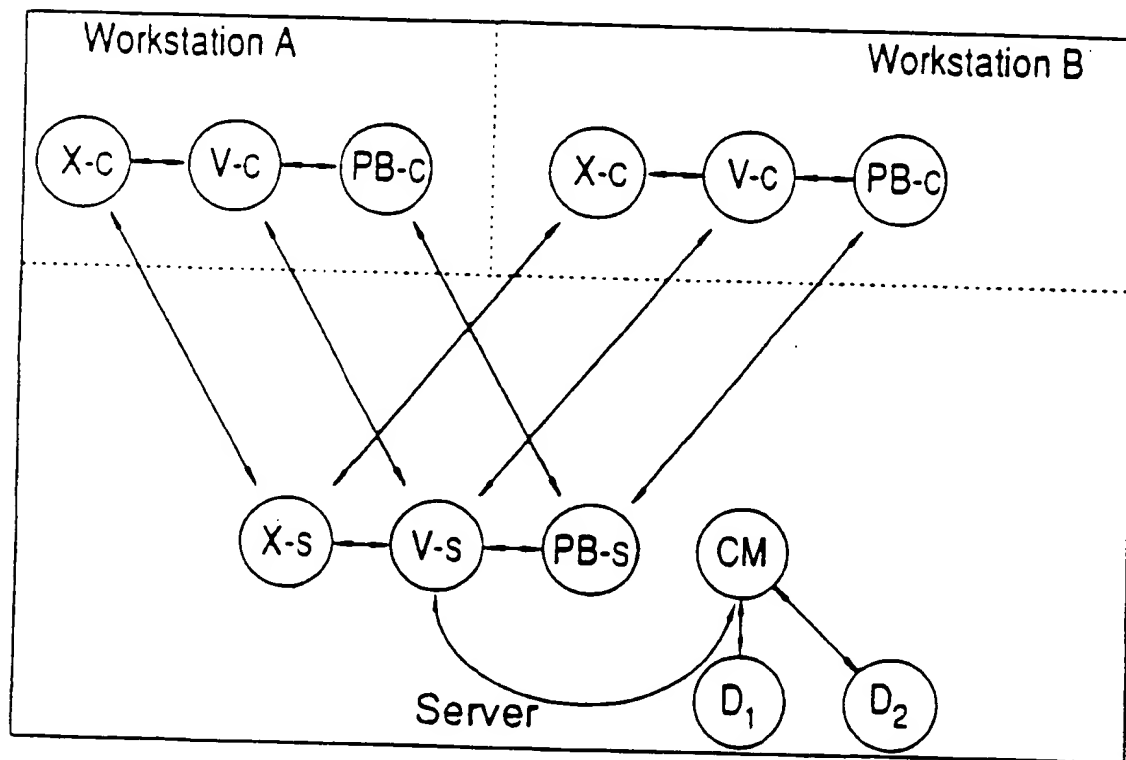 Workstation A
Workstation B
X-c
V-c
PB-c
X-c
V-c
PB-c
X-s
V-s
PB-s
CM
Server
D1
D2